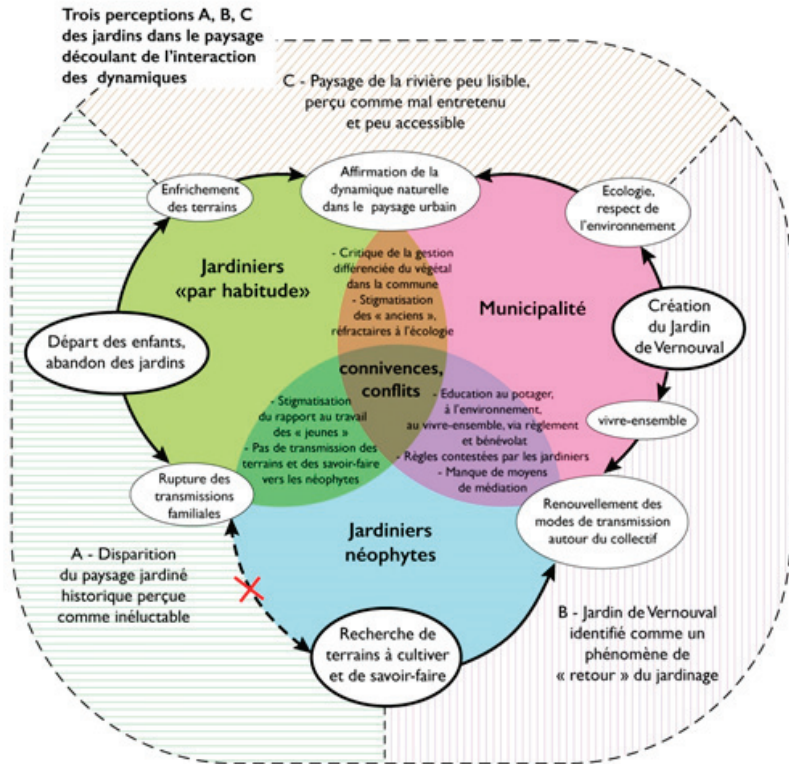 Trois perceptions A, B, C
des jardins dans le paysage
découlant de l'interaction
des dynamiques
C - Paysage de la rivière peu lisible,
perçu comme mal entretenu
et peu accessible
Enfrichement
des terrains
Affirmation de la
dynamique naturelle
dans le paysage urbain
Ecologie,
respect de
l'environnement
Jardiniers
«par habitude»
- Critique de la gestion
différenciée du végétal
dans la commune
- Stigmatisation
des « anciens »,
réfractaires à l'écologie
Municipalité
Départ des enfants,
abandon des jardins
Création
du Jardin
de Vernouval
connivences,
conflits
- Stigmatisation
du rapport au travail
des « jeunes »
- Pas de transmission des
terrains et des savoir-faire
vers les néophytes
- Education au potager,
à l'environnement,
au vivre-ensemble, via règlement
et bénévolat
- Règles contestées par les jardiniers
- Manque de moyens
de médiation
vivre-ensemble
Rupture des
transmissions
familiales
Renouvellement des
modes de transmission
autour du collectif
Jardiniers
néophytes
A - Disparition
du paysage jardiné
historique perçue
comme inéluctable
Recherche de
terrains à cultiver
et de savoir-faire
B - Jardin de Vernouval
identifié comme un
phénomène de
« retour » du jardinage